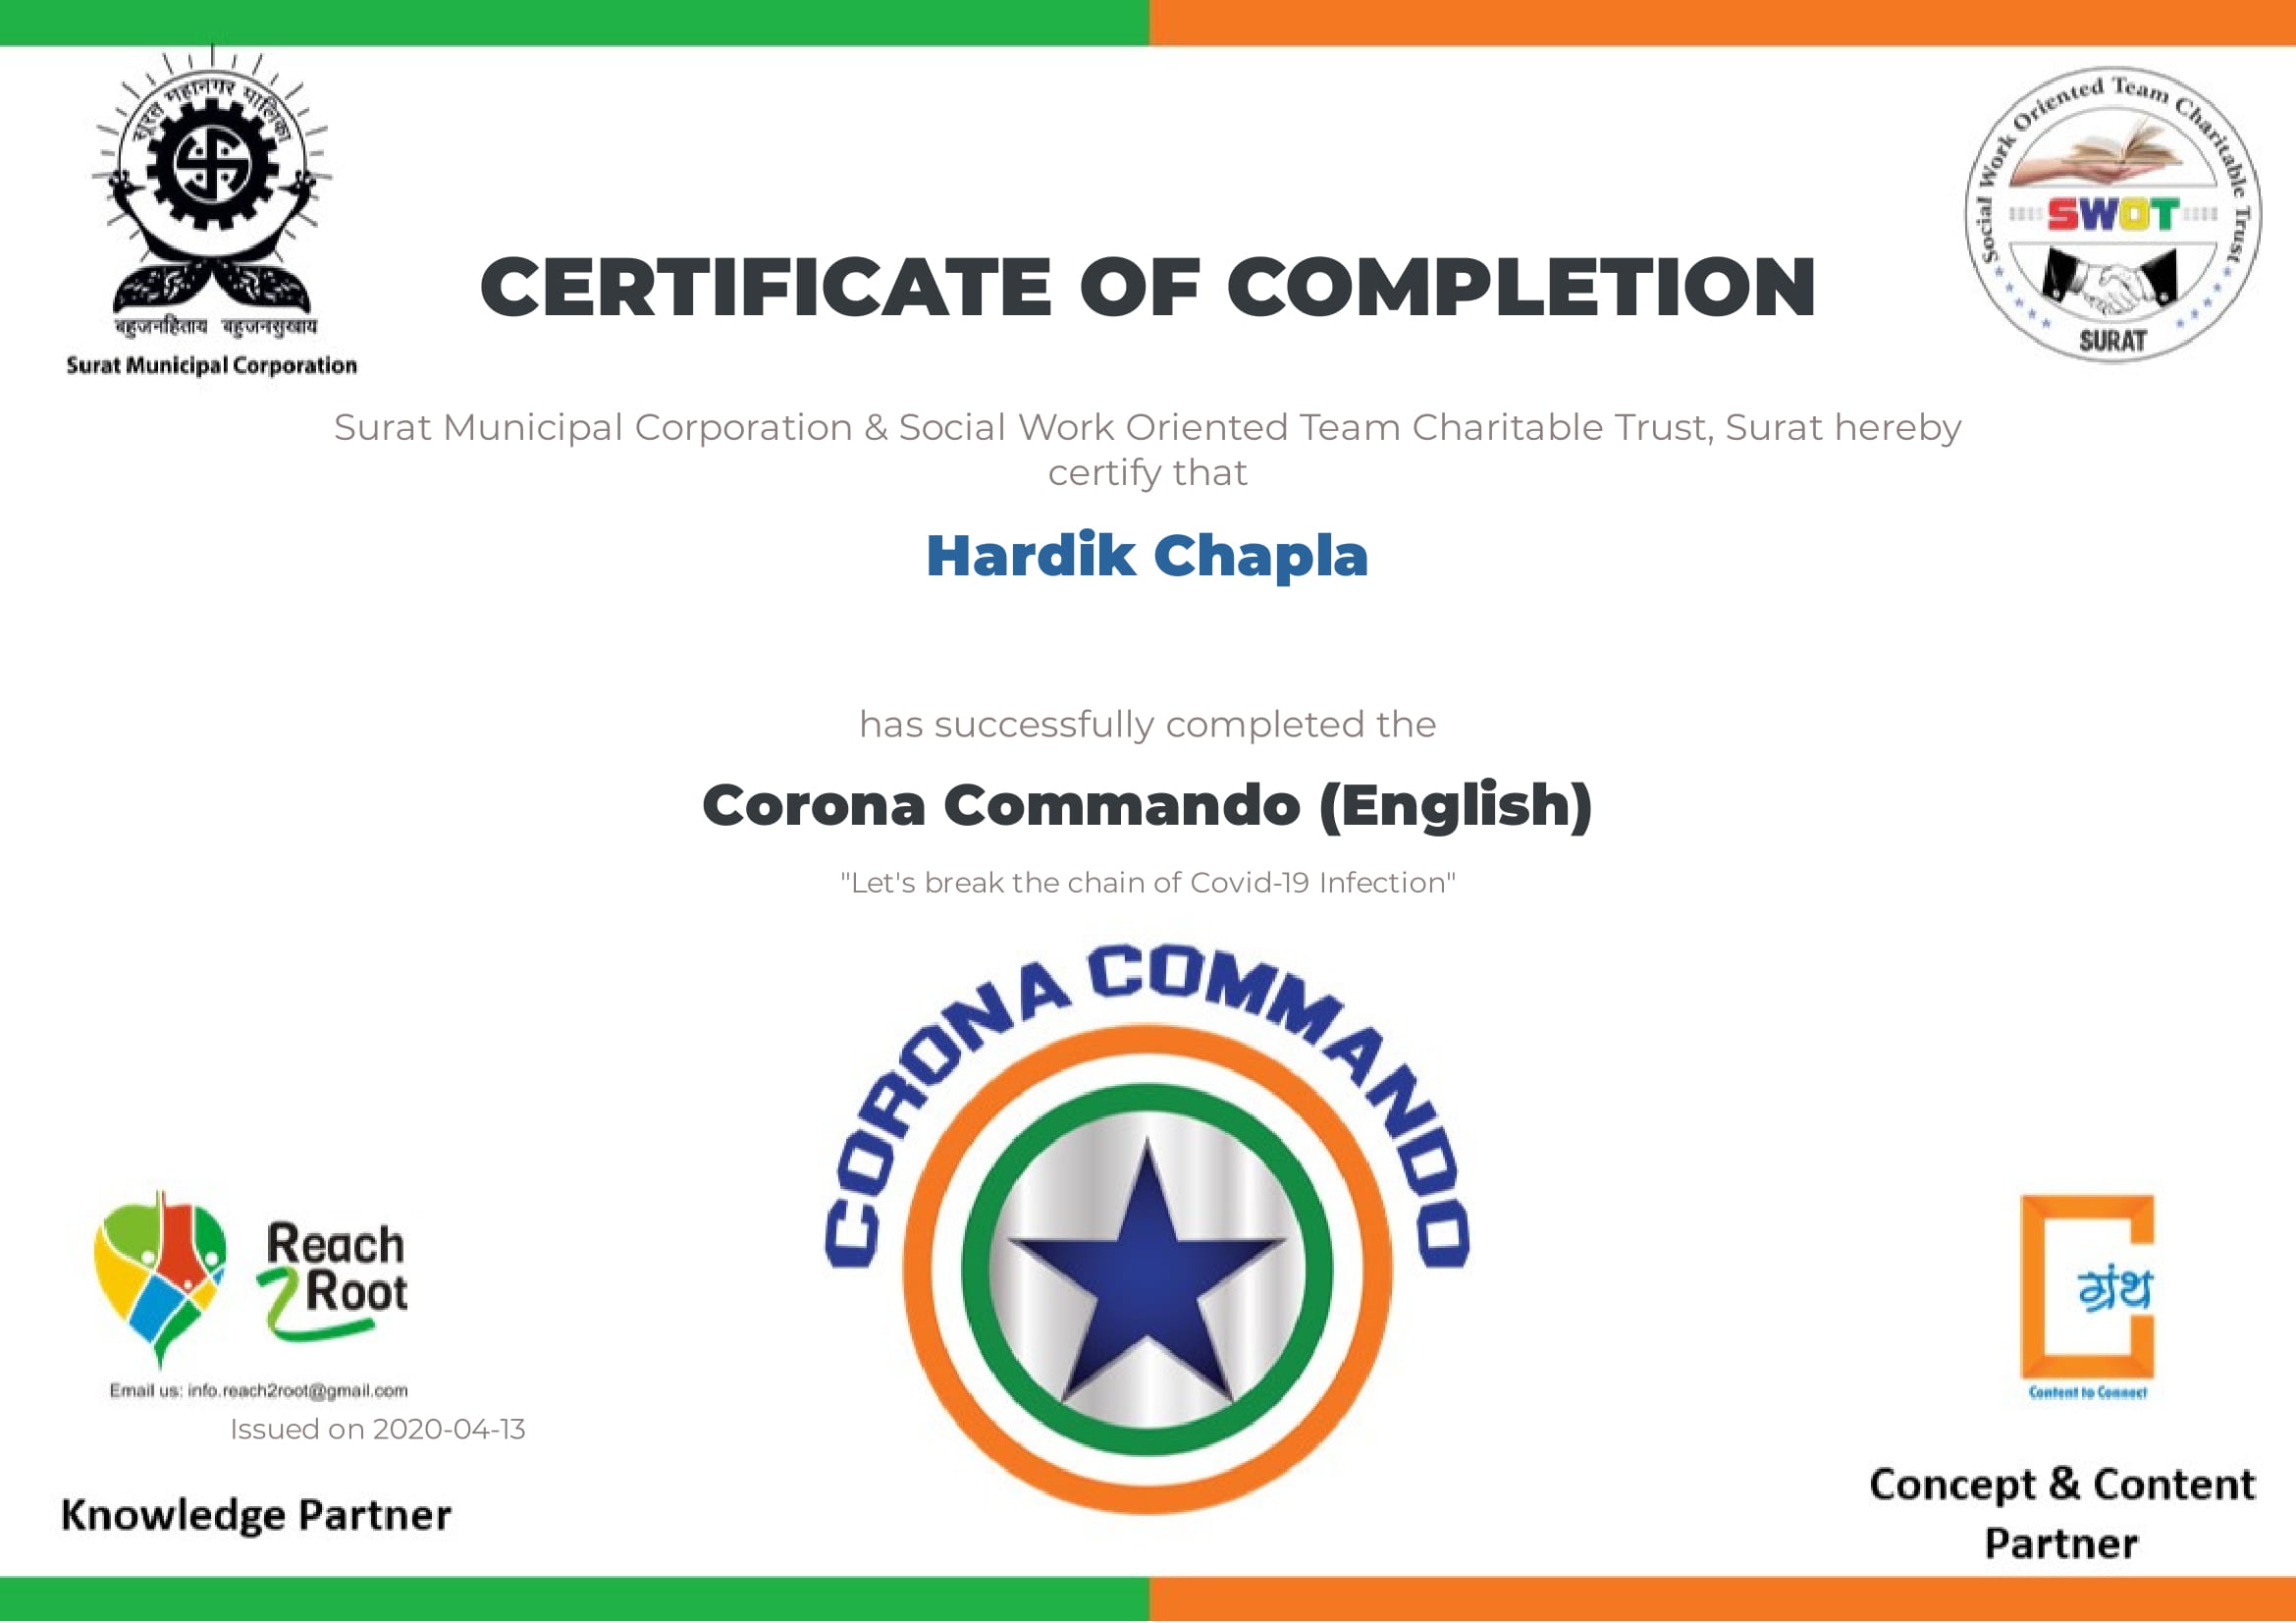 सूरत महानगर पालिका
बहुजनहिताय बहुजनसुखाय
Surat Municipal Corporation
Social Work Oriented Team Charitable Trust
SWOT
SURAT
CERTIFICATE OF COMPLETION
Surat Municipal Corporation & Social Work Oriented Team Charitable Trust, Surat hereby
certify that
Hardik Chapla
has successfully completed the
Corona Commando (English)
"Let's break the chain of Covid-19 Infection"
CORONA COMMANDO
Reach
2Root
Email us: info.reach2root@gmail.com
Issued on 2020-04-13
Knowledge Partner
ग्रंथ
Content to Connect
Concept & Content
Partner